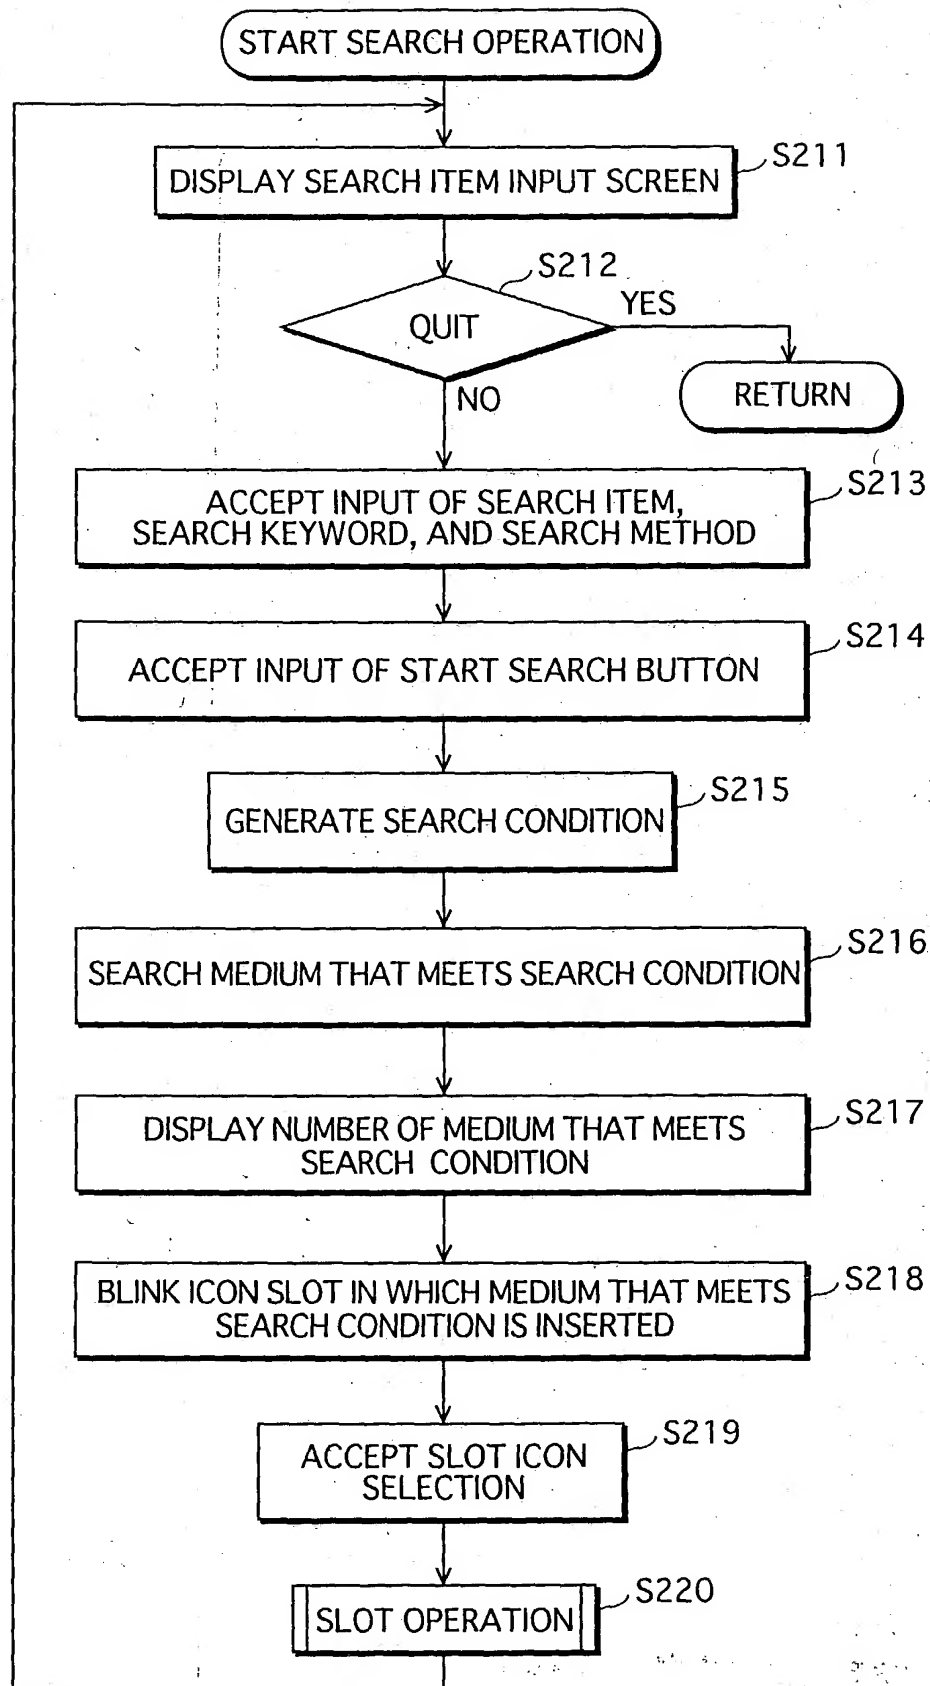 START SEARCH OPERATION
S211
DISPLAY SEARCH ITEM INPUT SCREEN
S212
QUIT
YES
RETURN
NO
S213
ACCEPT INPUT OF SEARCH ITEM,
SEARCH KEYWORD, AND SEARCH METHOD
S214
ACCEPT INPUT OF START SEARCH BUTTON
S215
GENERATE SEARCH CONDITION
S216
SEARCH MEDIUM THAT MEETS SEARCH CONDITION
S217
DISPLAY NUMBER OF MEDIUM THAT MEETS
SEARCH CONDITION
S218
BLINK ICON SLOT IN WHICH MEDIUM THAT MEETS
SEARCH CONDITION IS INSERTED
S219
ACCEPT SLOT ICON
SELECTION
S220
SLOT OPERATION